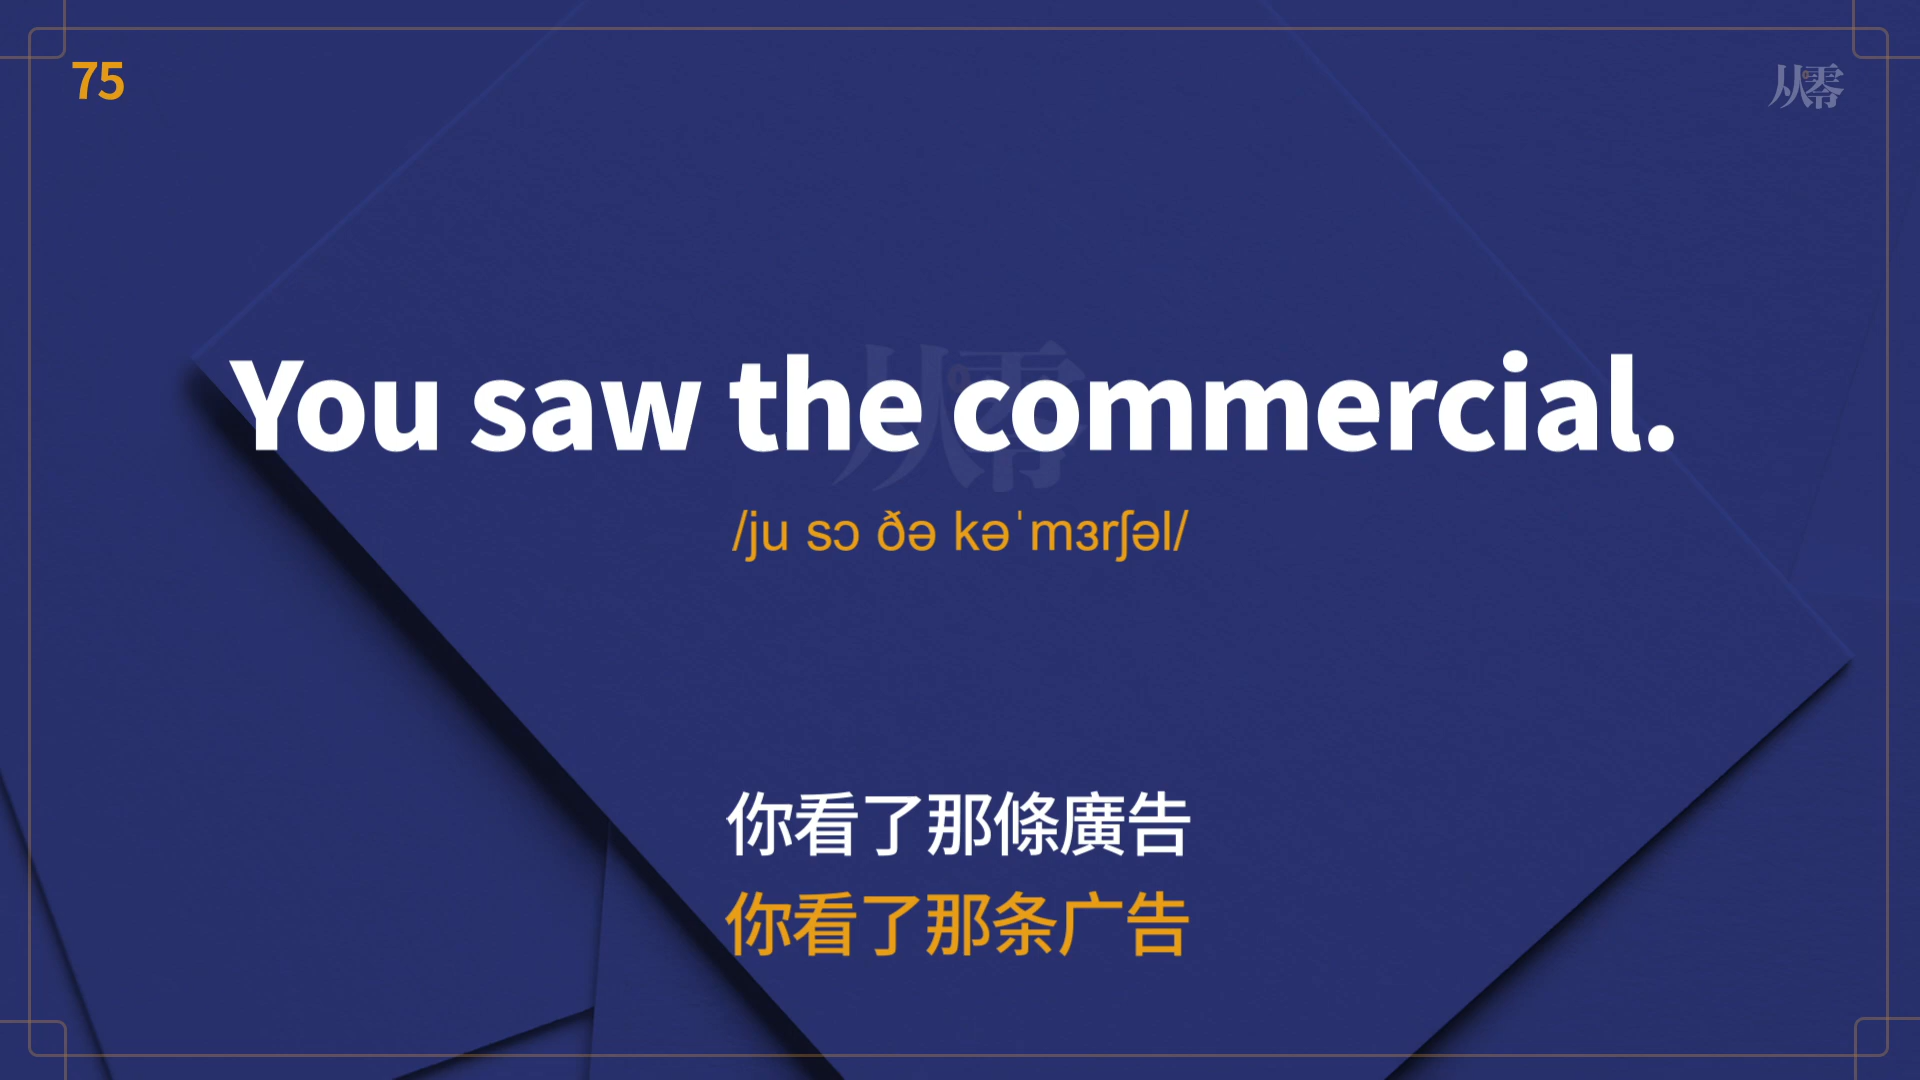 75
从零
You saw the commercial.
/ju sɔ ðə kəˈmɜrʃəl/
你看了那條廣告
你看了那条广告